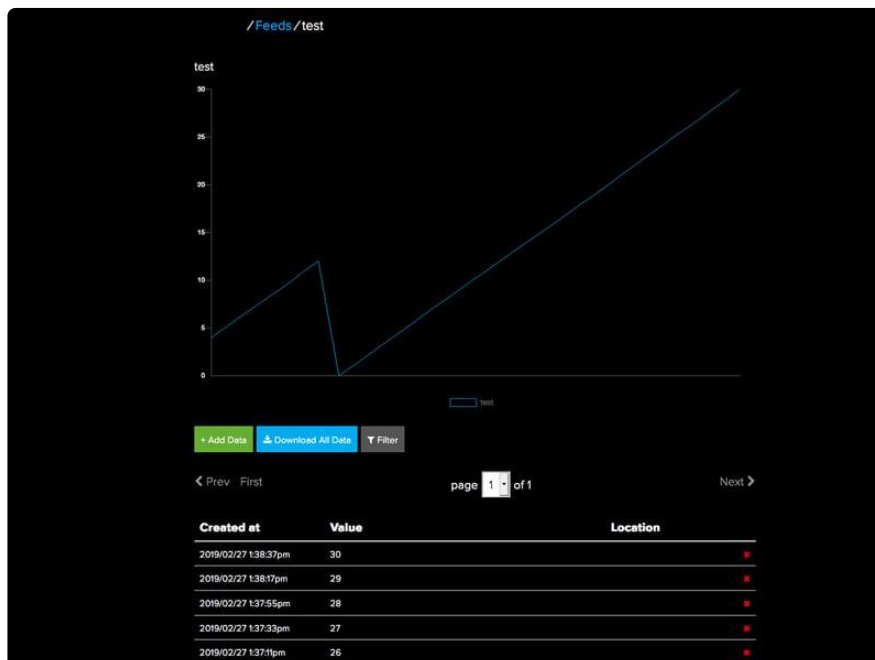 /Feeds/test
test
30
25
20
15
10
5
0
test
+ Add Data Download All Data Filter
Prev First page 1 of 1 Next
Created at Value Location
2019/02/27 1:38:37pm 30
2019/02/27 1:38:17pm 29
2019/02/27 1:37:55pm 28
2019/02/27 1:37:33pm 27
2019/02/27 1:37:11pm 26